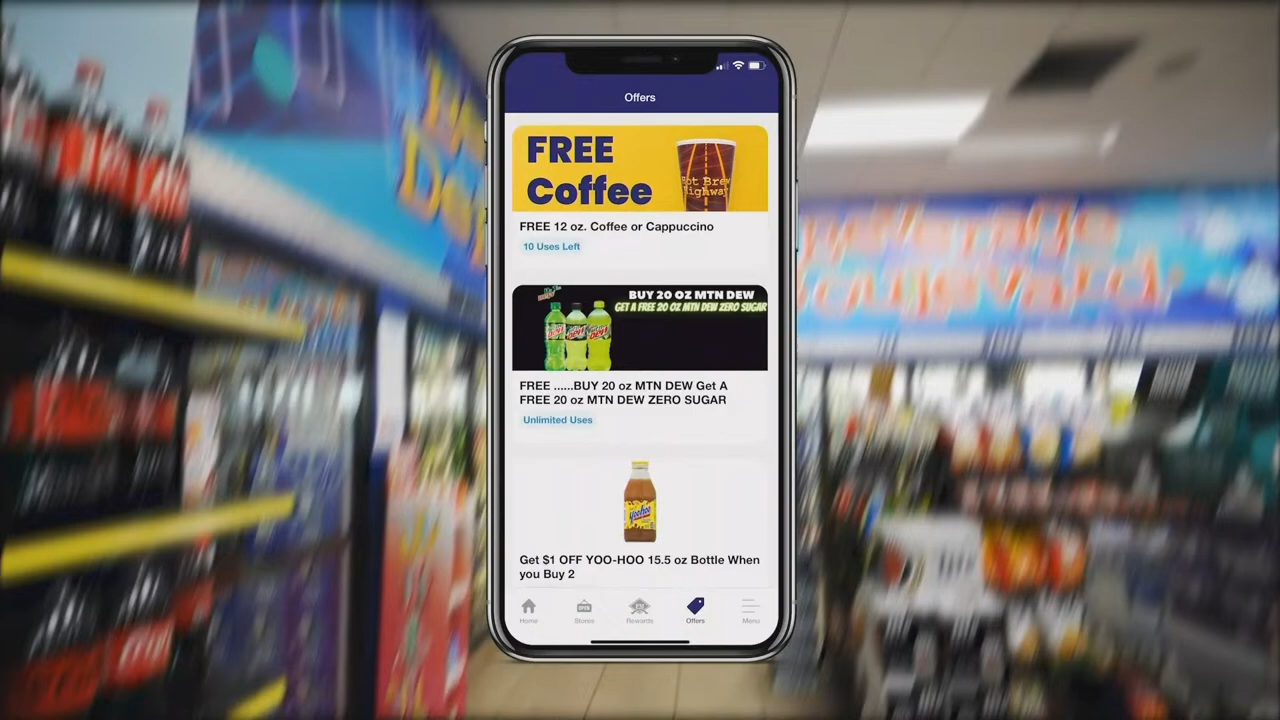 Offers
FREE
Coffee
Hot Brew
Highway
FREE 12 oz. Coffee or Cappuccino
10 Uses Left
BUY 20 OZ MTN DEW
GET A FREE 20 OZ MTN DEW ZERO SUGAR
FREE ......BUY 20 oz MTN DEW Get A
FREE 20 oz MTN DEW ZERO SUGAR
Unlimited Uses
Yoo-hoo
Get $1 OFF YOO-HOO 15.5 oz Bottle When
you Buy 2
OPEN
Home
Stores
Rewards
Offers
Menu